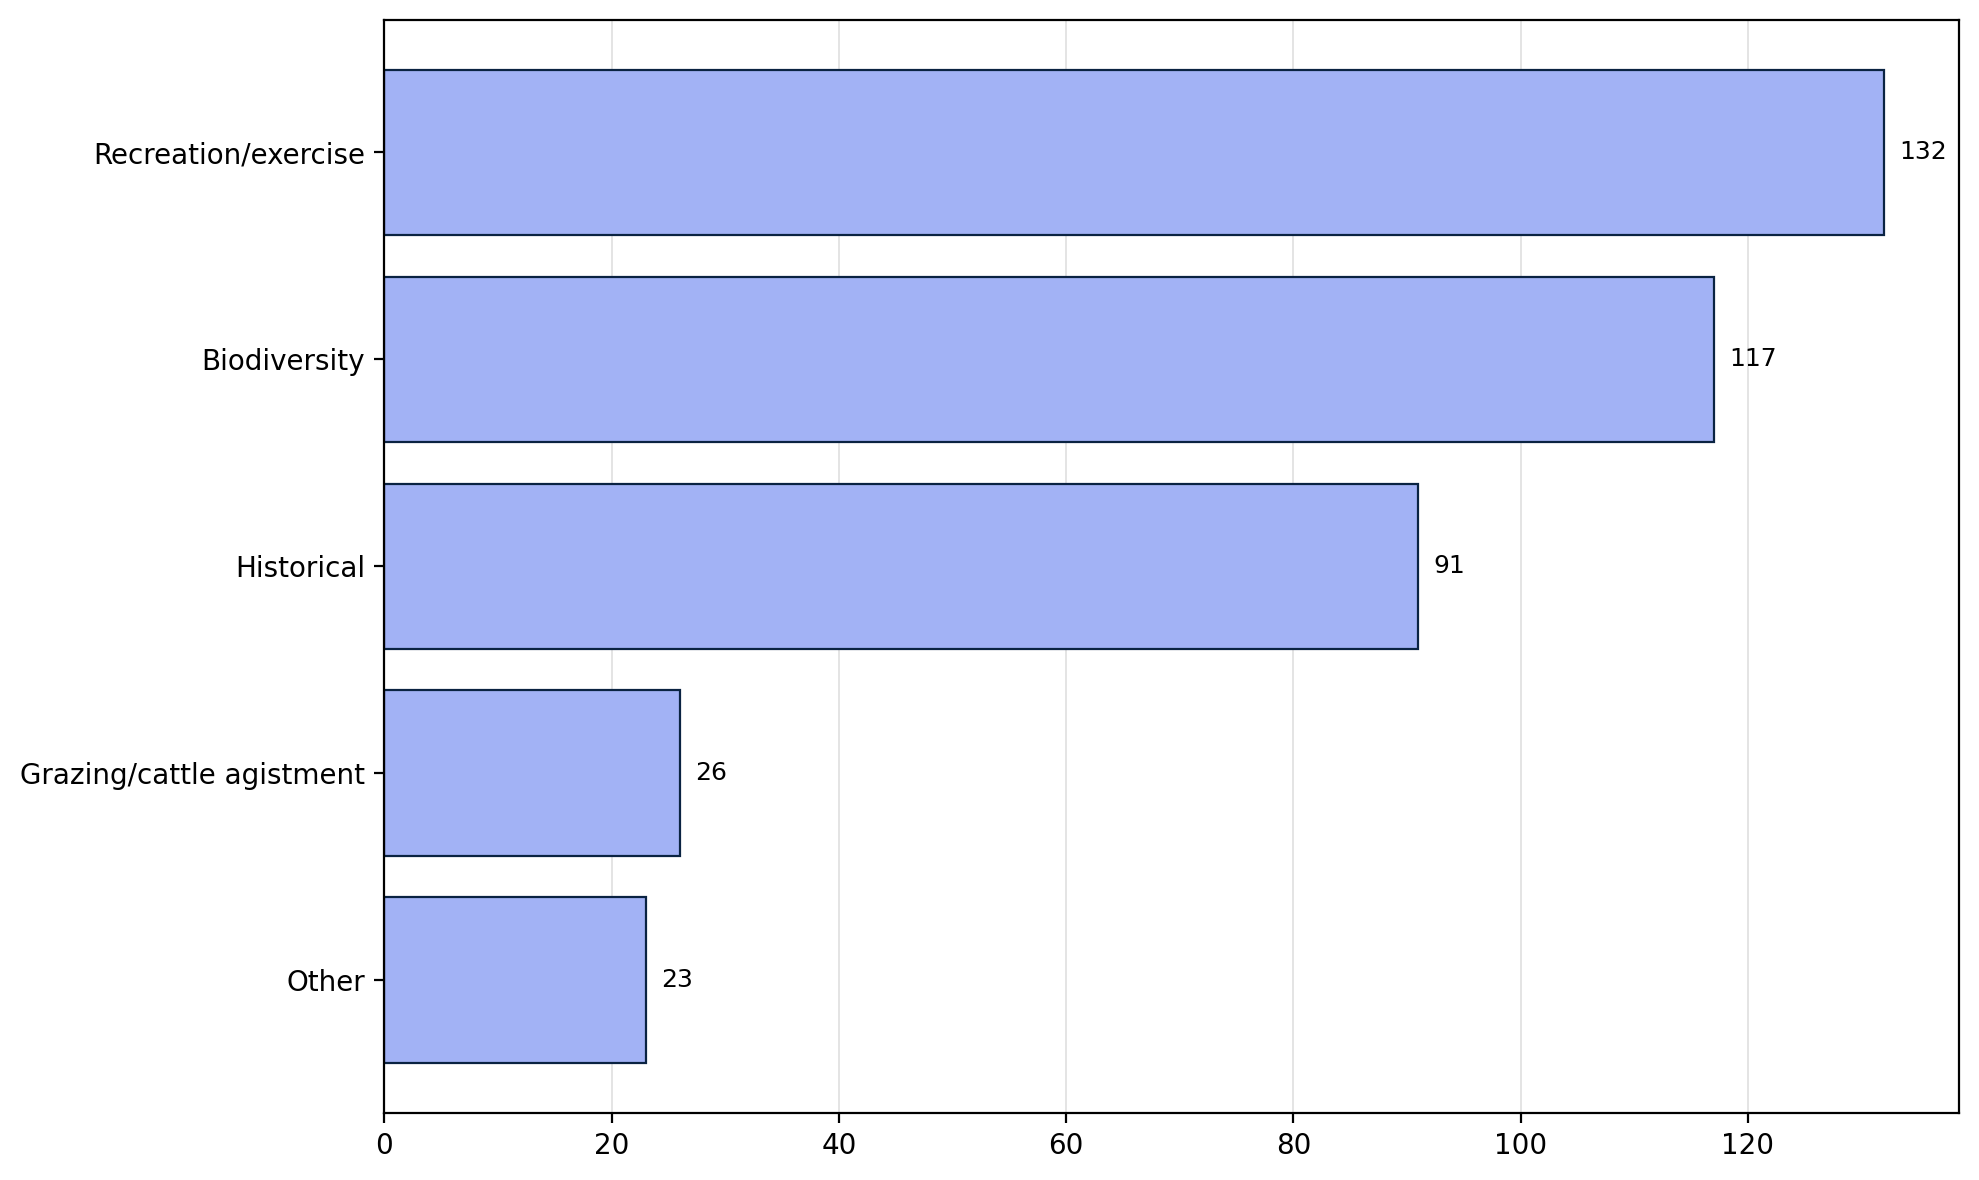 Recreation/exercise 132
Biodiversity 117
Historical 91
Grazing/cattle agistment 26
Other 23
0 20 40 60 80 100 120